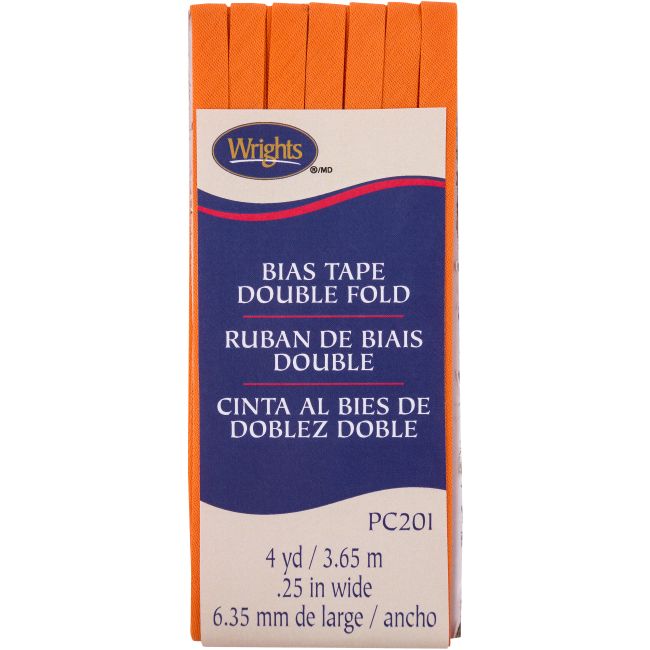 Wrights
®/MD
BIAS TAPE
DOUBLE FOLD
RUBAN DE BIAIS
DOUBLE
CINTA AL BIES DE
DOBLEZ DOBLE
PC201
4 yd / 3.65 m
.25 in wide
6.35 mm de large / ancho